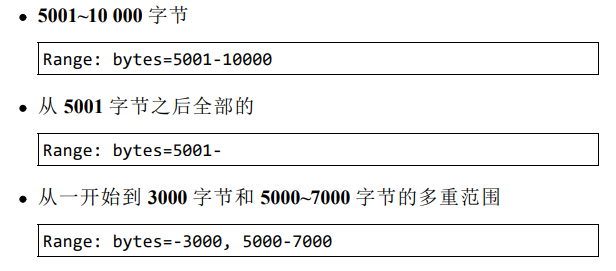 ● 5001~10 000 字节
Range: bytes=5001-10000
● 从 5001 字节之后全部的
Range: bytes=5001-
● 从一开始到 3000 字节和 5000~7000 字节的多重范围
Range: bytes=-3000, 5000-7000